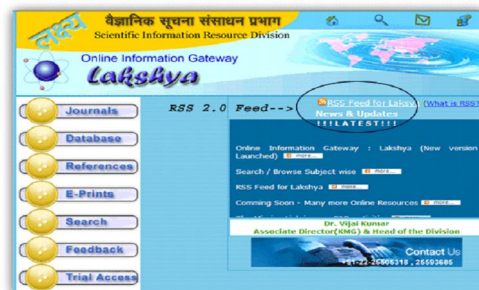 लक्ष्य
वैज्ञानिक सूचना संसाधन प्रभाग
Scientific Information Resource Division
Online Information Gateway
Lakshya
Journals
Database
References
E-Prints
Search
Feedback
Trial Access
RSS 2.0 Feed-->
RSS Feed for Laksy
(What is RSS?
News & Updates
!!!LATEST!!!
Online Information Gateway : Lakshya (New version
Launched) more...
Search / Browse Subject wise more...
RSS Feed for Lakshya more...
Comming Soon - Many more Online Resources more...
Dr. Vijai Kumar
Associate Director(KMG) & Head of the Division
Contact Us